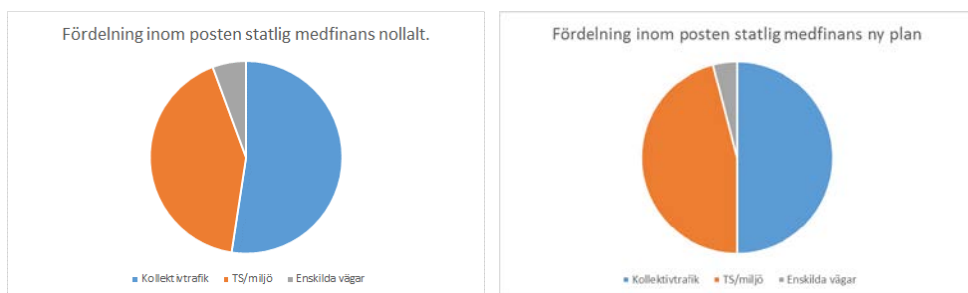 Fördelning inom posten statlig medfinans nollalt.
Kollektivtrafik TS/miljö Enskilda vägar
Fördelning inom posten statlig medfinans ny plan
Kollektivtrafik TS/miljö Enskilda vägar